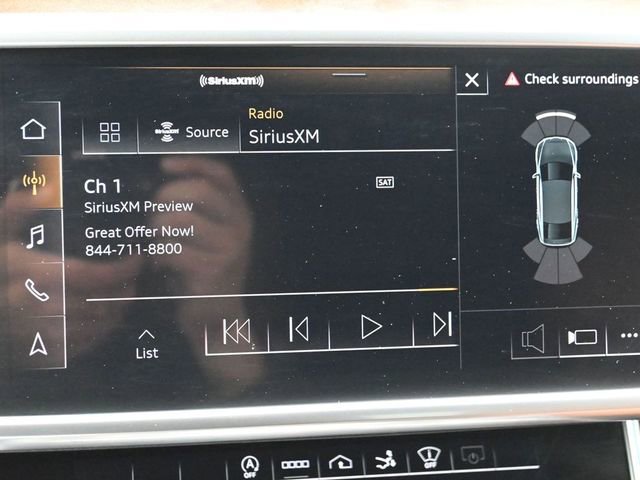 SiriusXM
Check surroundings
SiriusXM
Source
Radio
SiriusXM
Ch 1
SAT
SiriusXM Preview
Great Offer Now!
844-711-8800
List
A
OFF
OFF